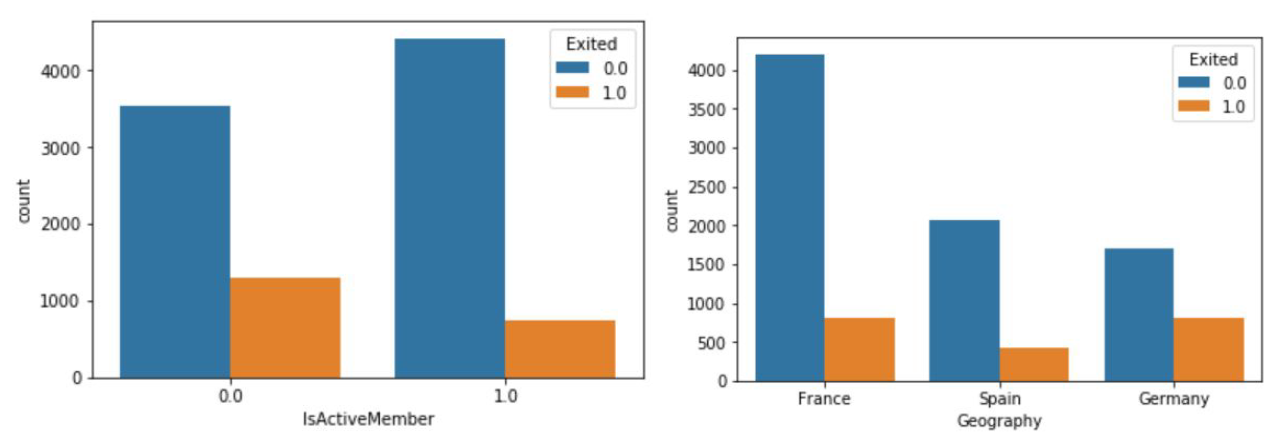 Exited
0.0
1.0
4000
3000
2000
1000
0
count
0.0 1.0
IsActiveMember
Exited
0.0
1.0
4000
3500
3000
2500
2000
1500
1000
500
0
count
France Spain Germany
Geography